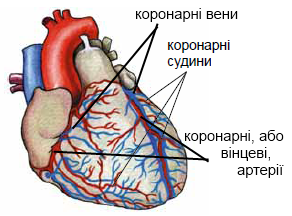 коронарні вени
коронарні
судини
коронарні, або
вінцеві,
артерії